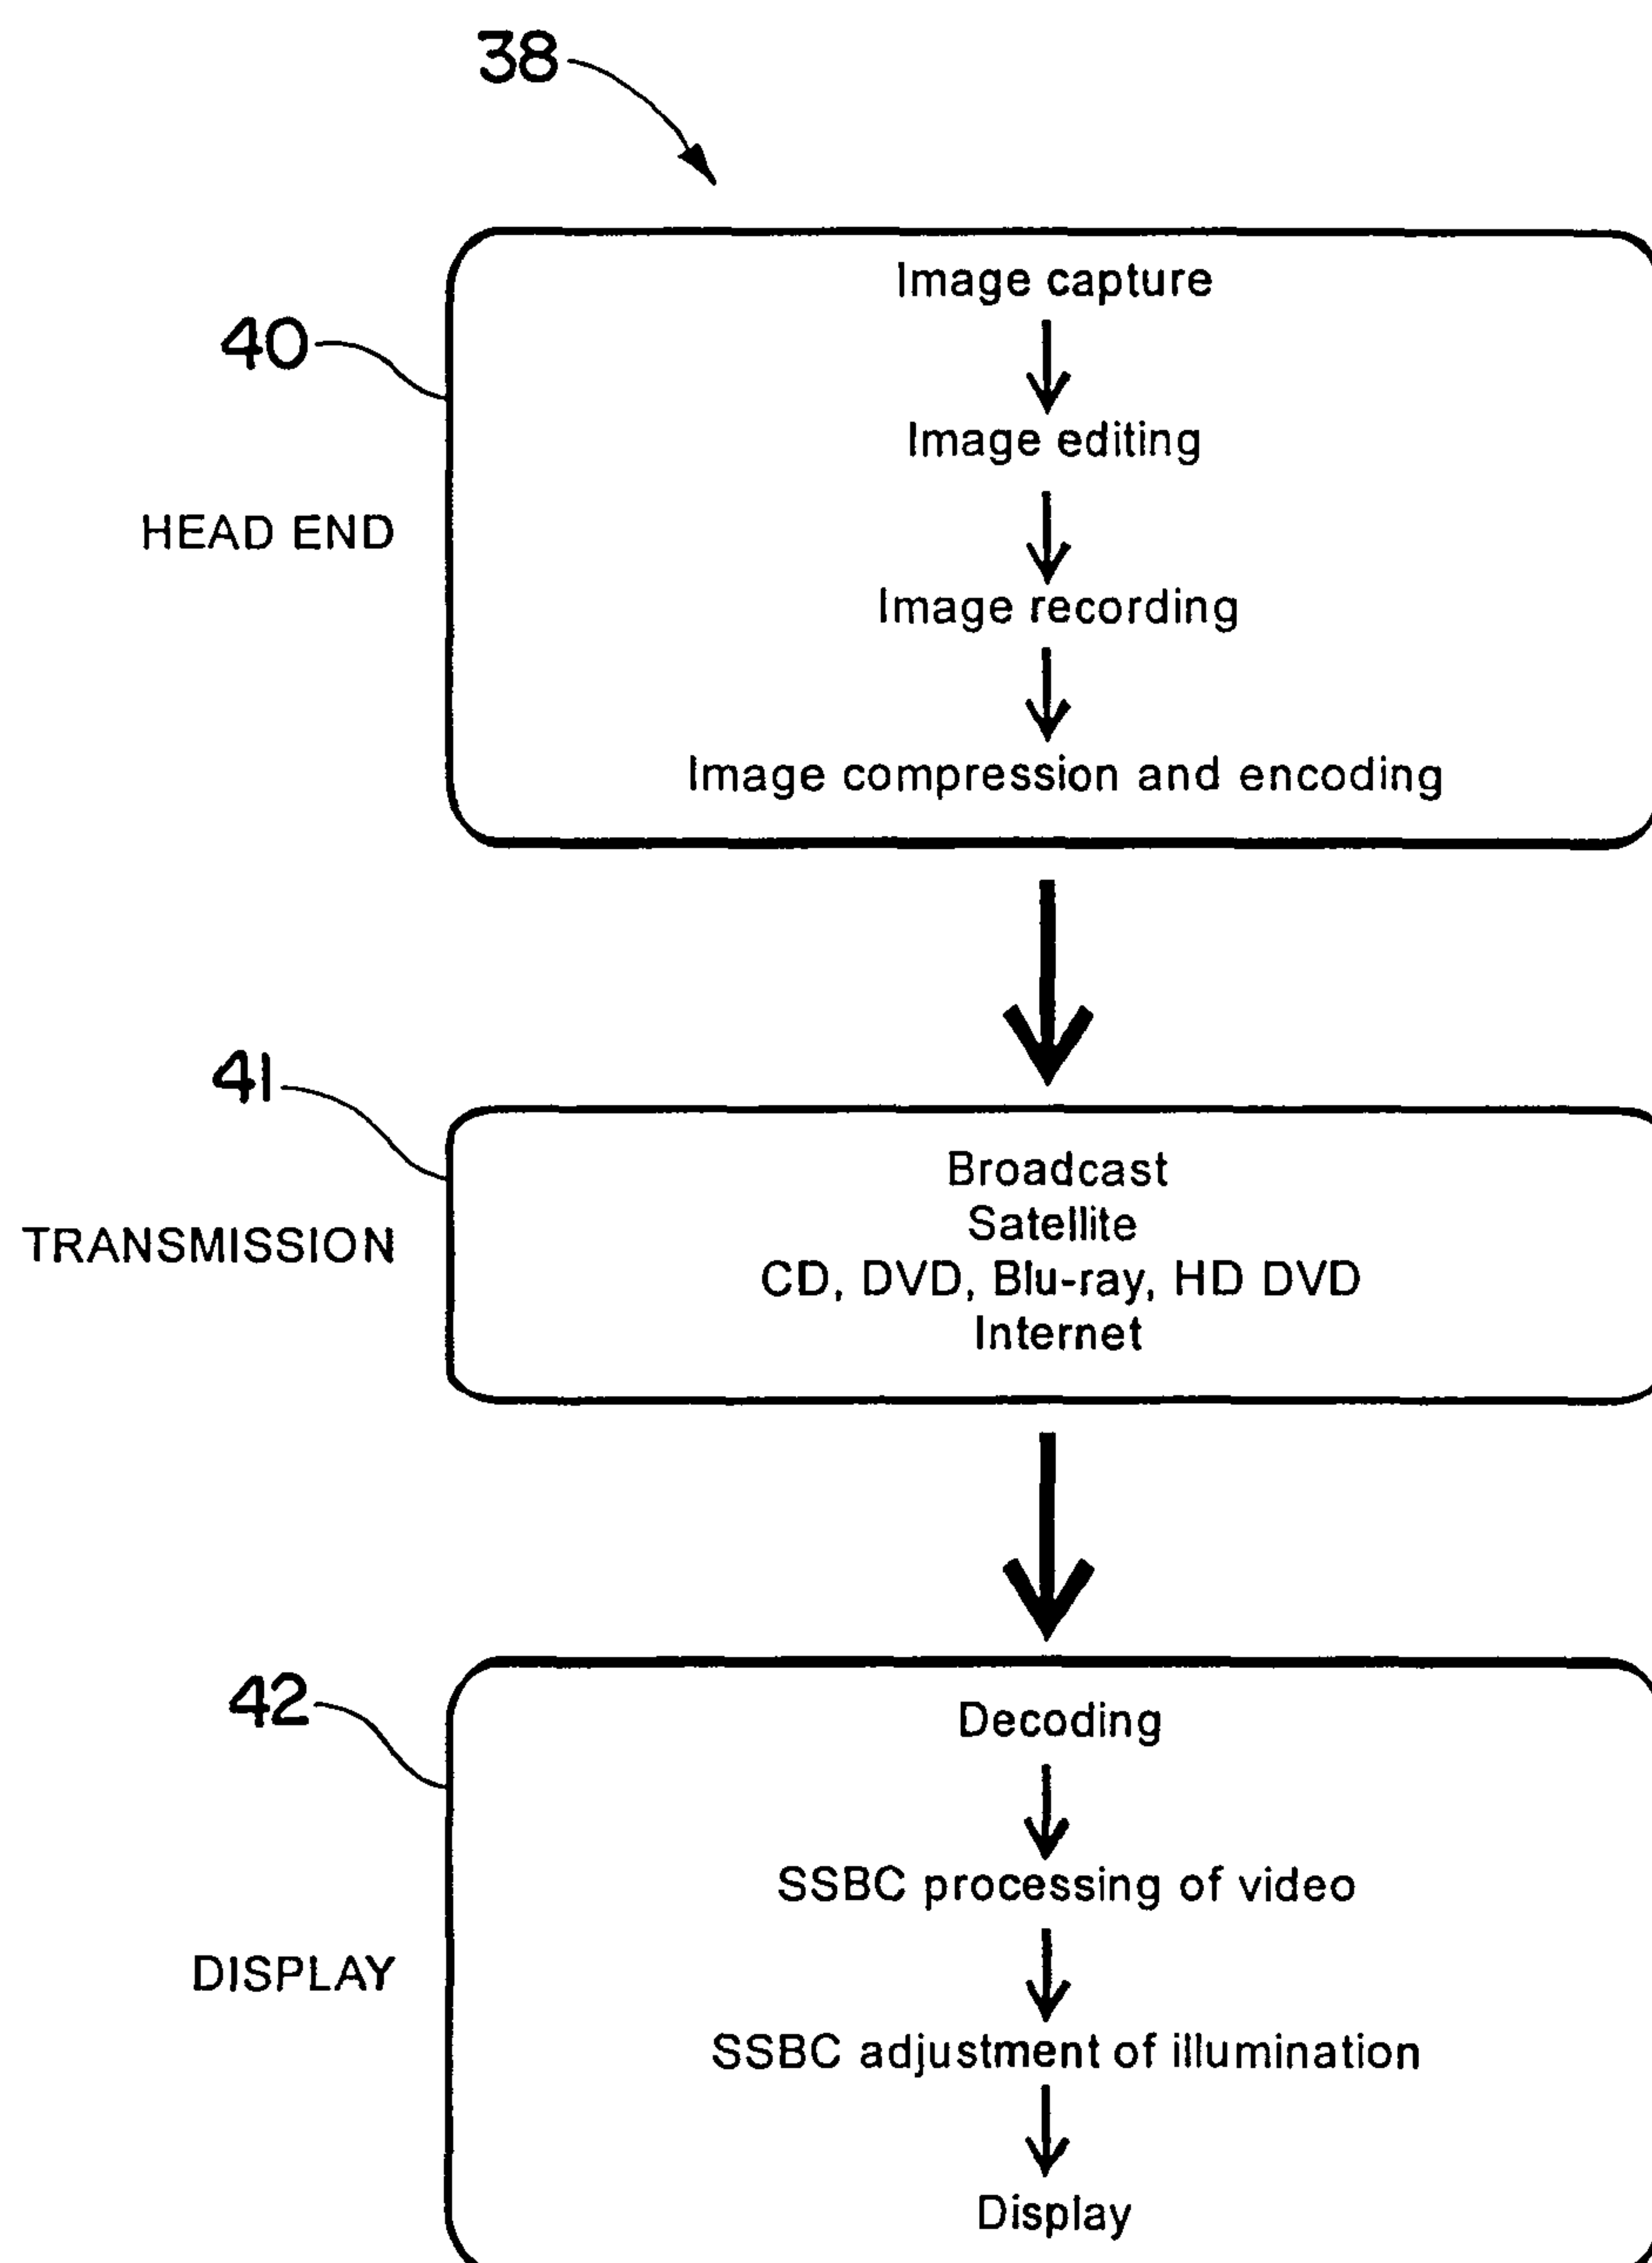 38
40
HEAD END
Image capture
Image editing
Image recording
Image compression and encoding
41
TRANSMISSION
Broadcast
Satellite
CD, DVD, Blu-ray, HD DVD
Internet
42
DISPLAY
Decoding
SSBC processing of video
SSBC adjustment of illumination
Display